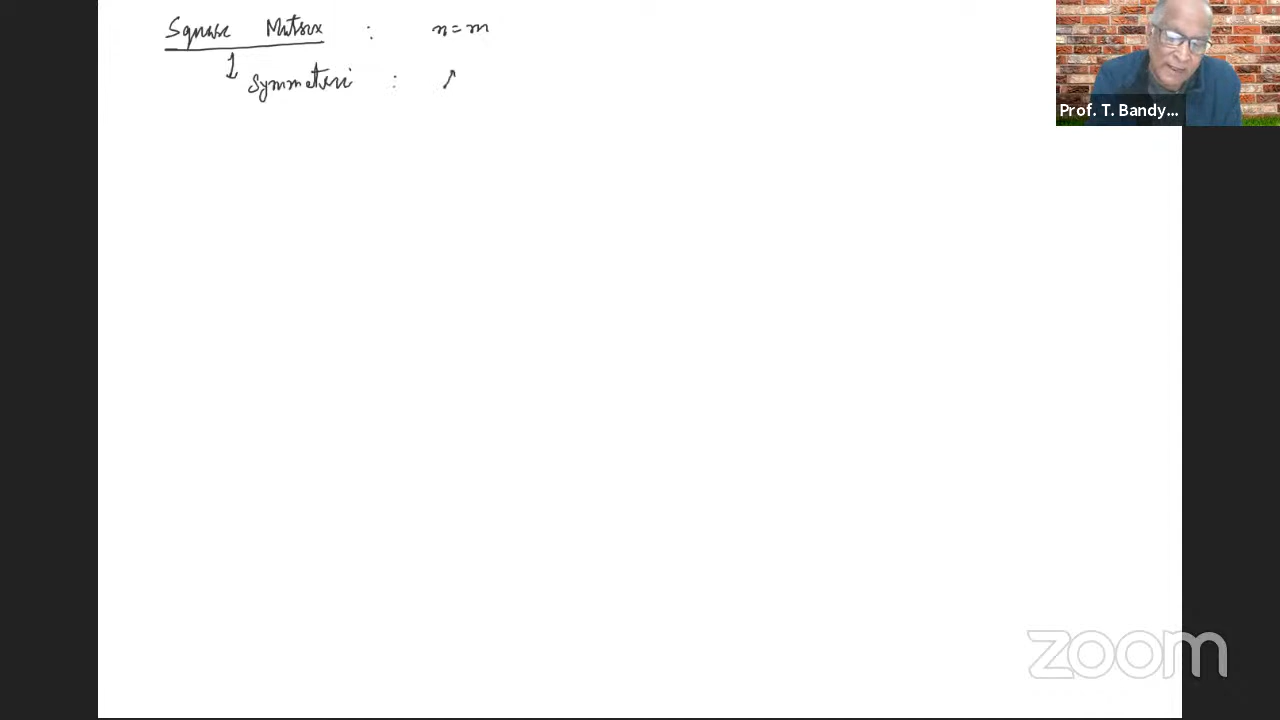 Square Matrix : n=m
Symmetric :
Prof. T. Bandy...
zoom